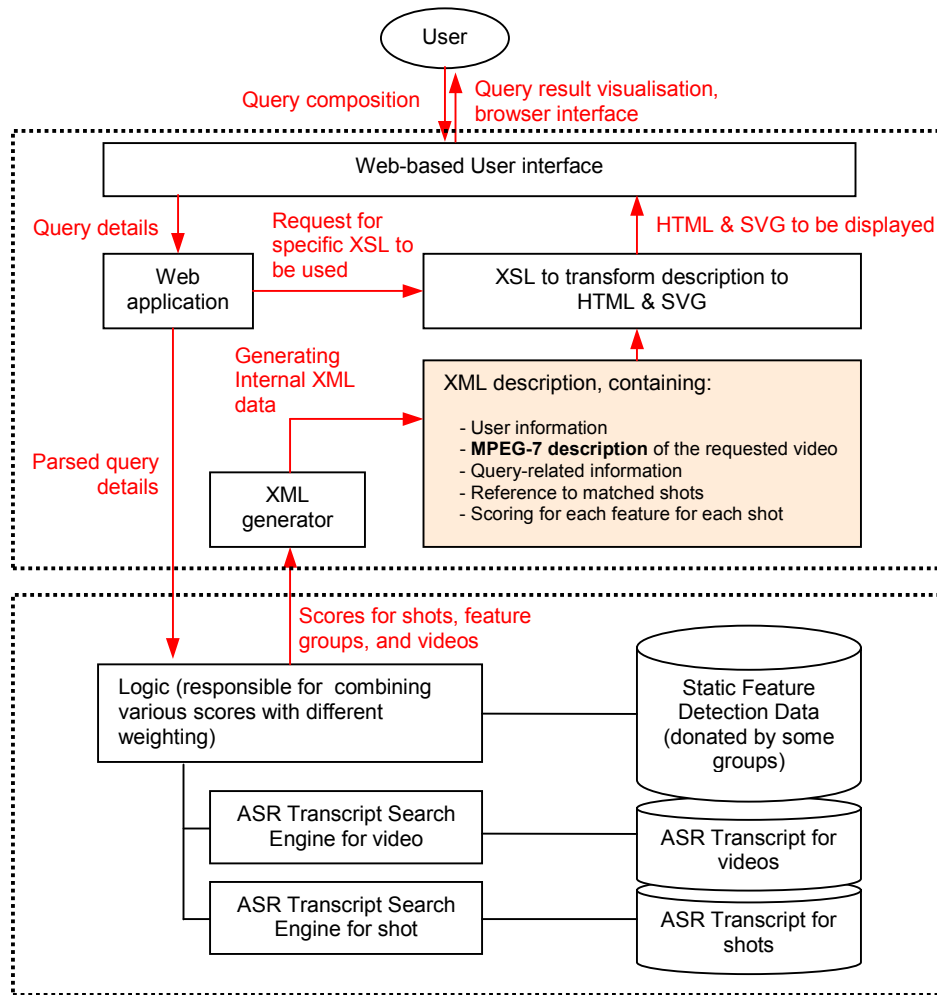 User
Query composition
Query result visualisation,
browser interface
Web-based User interface
Query details
Request for
specific XSL to
be used
HTML & SVG to be displayed
Web
application
XSL to transform description to
HTML & SVG
Generating
Internal XML
data
XML description, containing:
- User information
- MPEG-7 description of the requested video
- Query-related information
- Reference to matched shots
- Scoring for each feature for each shot
Parsed query
details
XML
generator
Scores for shots, feature
groups, and videos
Logic (responsible for combining
various scores with different
weighting)
Static Feature
Detection Data
(donated by some
groups)
ASR Transcript Search
Engine for video
ASR Transcript for
videos
ASR Transcript Search
Engine for shot
ASR Transcript for
shots